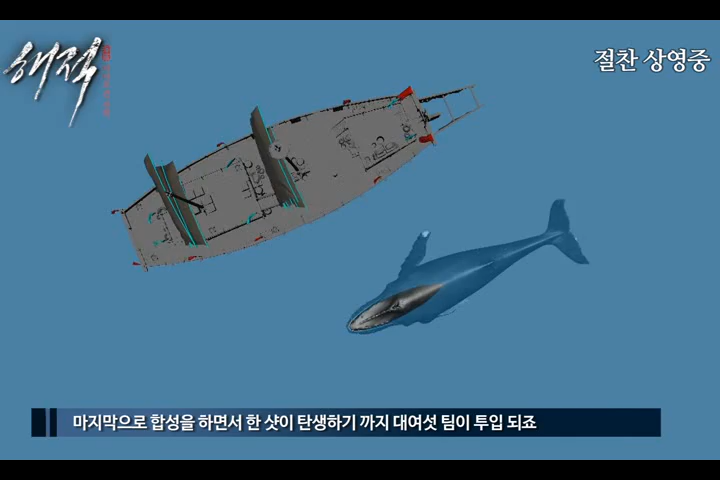 해적
절찬 상영중
마지막으로 합성을 하면서 한 샷이 탄생하기 까지 대여섯 팀이 투입 되죠